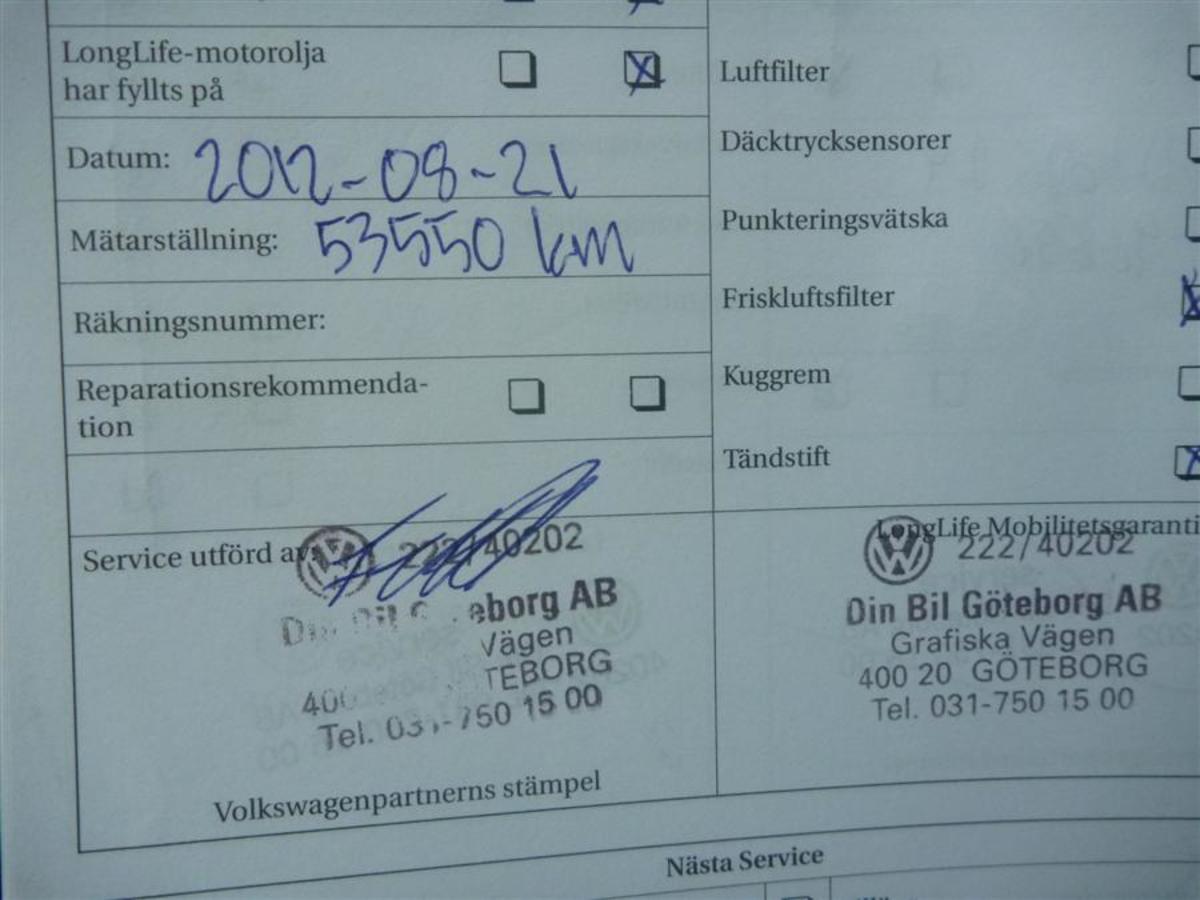 LongLife-motorolja
har fyllts på
Datum: 2012-08-21
Mätarställning: 53550 km
Räkningsnummer:
Reparationsrekommenda-
tion
Service utförd av:
222/40202
eborg AB
Vägen
TEBORG
Tel. 03 -750 15 00
Volkswagenpartnerns stämpel
Luftfilter
Däcktrycksensorer
Punkteringsvätska
Friskluftsfilter
Kuggrem
Tändstift
LongLife Mobilitetsgaranti
222/40202
Din Bil Göteborg AB
Grafiska Vägen
400 20 GÖTEBORG
Tel. 031-750 15 00
Nästa Service